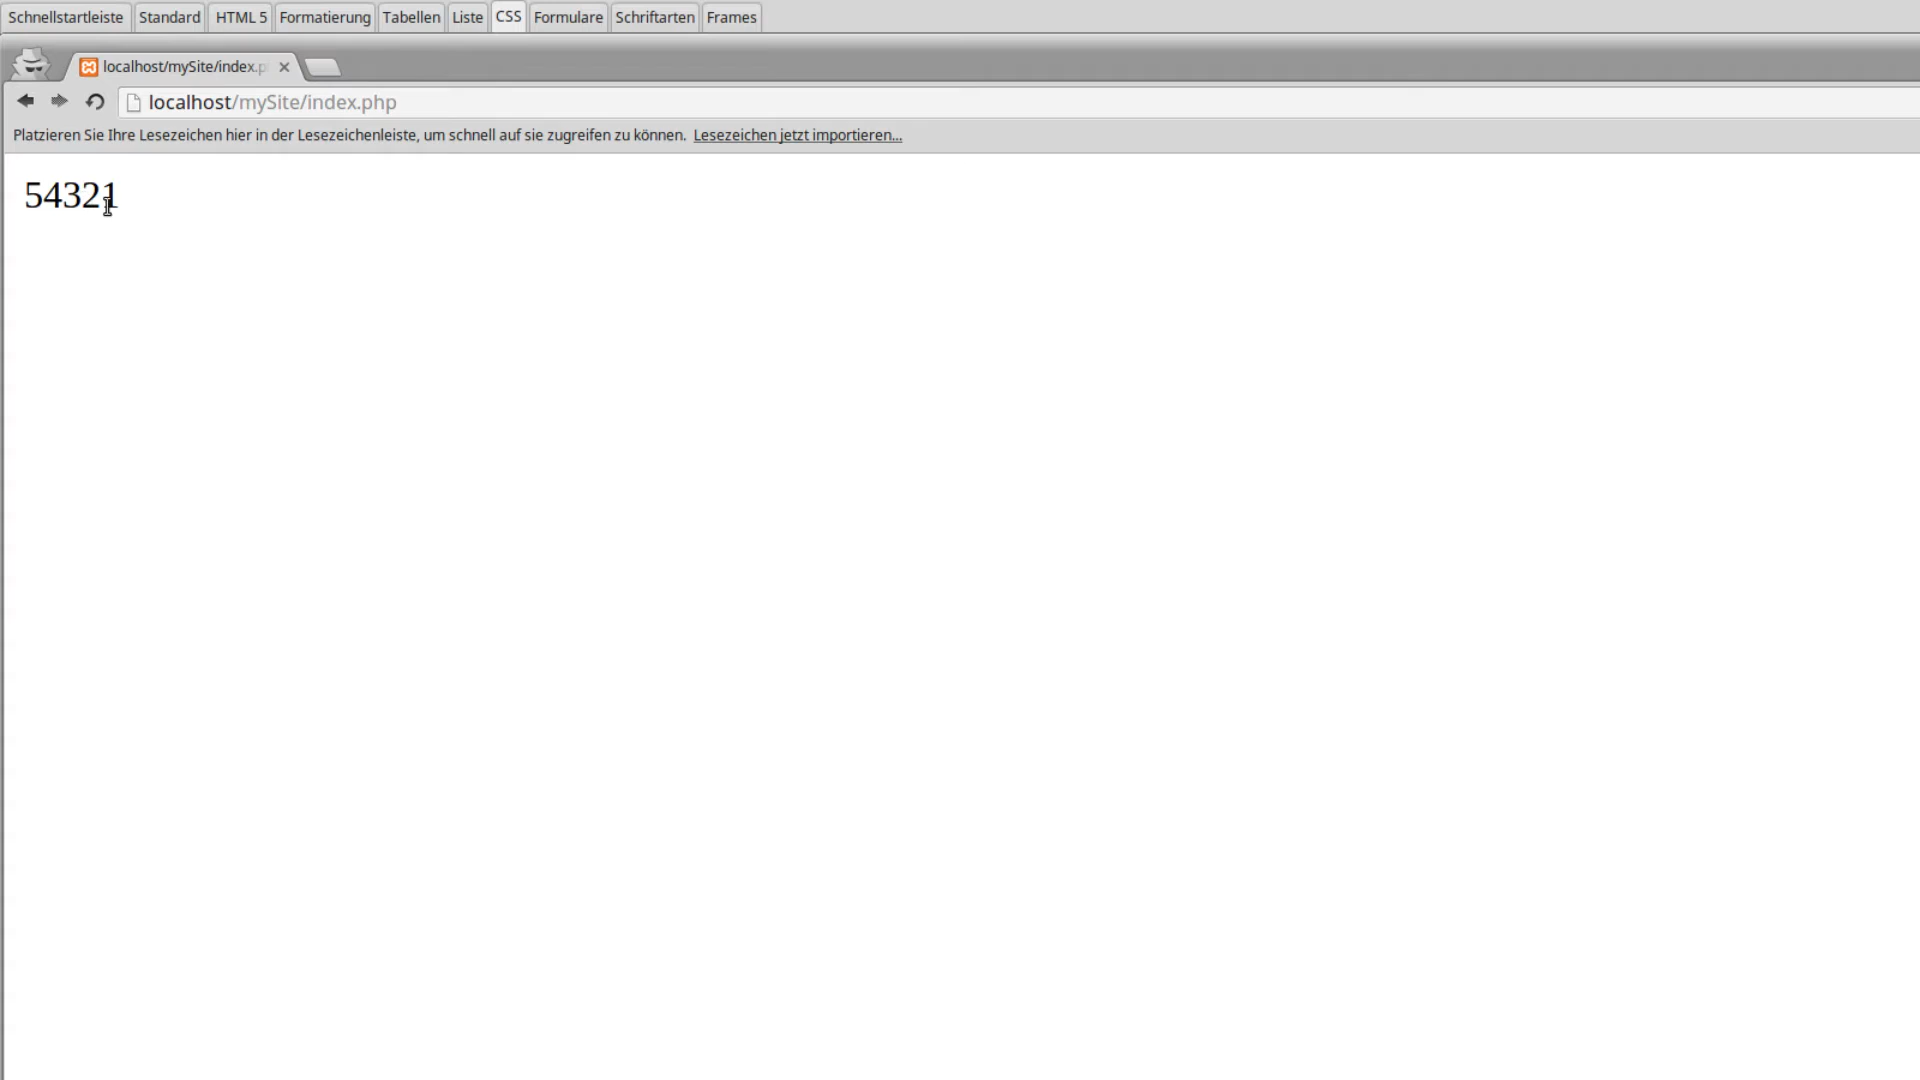 Schnellstartleiste Standard HTML 5 Formatierung Tabellen Liste CSS Formulare Schriftarten Frames
localhost/mySite/index.p
localhost/mySite/index.php
Platzieren Sie Ihre Lesezeichen hier in der Lesezeichenleiste, um schnell auf sie zugreifen zu können. Lesezeichen jetzt importieren...
54321